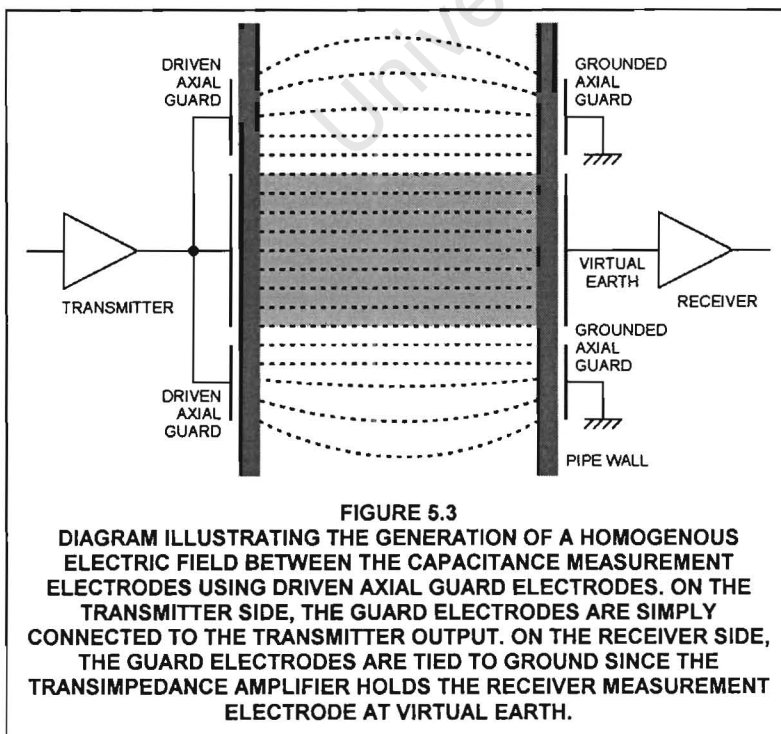 Univer
DRIVEN
AXIAL
GUARD
GROUNDED
AXIAL
GUARD
TRANSMITTER
VIRTUAL
EARTH
RECEIVER
GROUNDED
AXIAL
GUARD
DRIVEN
AXIAL
GUARD
PIPE WALL
FIGURE 5.3
DIAGRAM ILLUSTRATING THE GENERATION OF A HOMOGENOUS
ELECTRIC FIELD BETWEEN THE CAPACITANCE MEASUREMENT
ELECTRODES USING DRIVEN AXIAL GUARD ELECTRODES. ON THE
TRANSMITTER SIDE, THE GUARD ELECTRODES ARE SIMPLY
CONNECTED TO THE TRANSMITTER OUTPUT. ON THE RECEIVER SIDE,
THE GUARD ELECTRODES ARE TIED TO GROUND SINCE THE
TRANSIMPEDANCE AMPLIFIER HOLDS THE RECEIVER MEASUREMENT
ELECTRODE AT VIRTUAL EARTH.